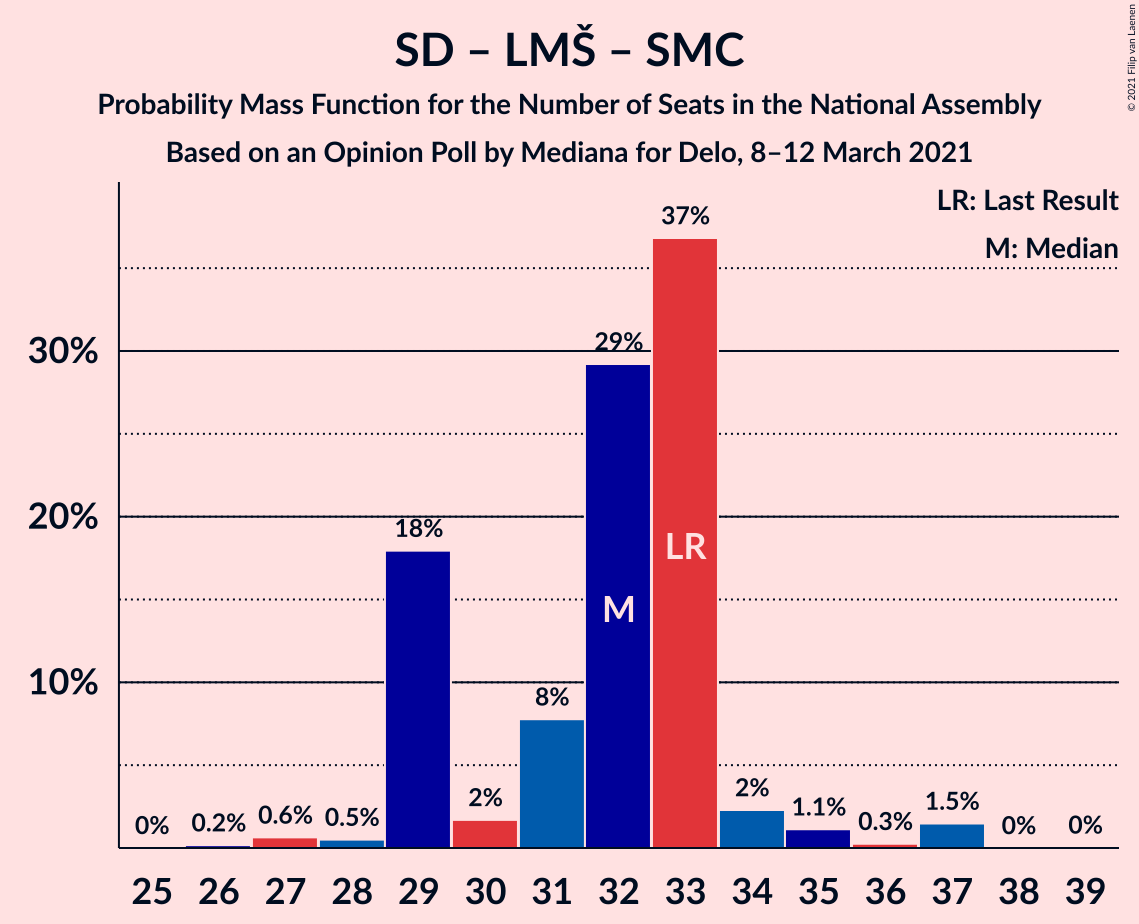 SD – LMŠ – SMC
Probability Mass Function for the Number of Seats in the National Assembly
Based on an Opinion Poll by Mediana for Delo, 8–12 March 2021
© 2021 Filip van Laenen
LR: Last Result
M: Median
30%
20%
10%
0%
0.2%
0.6%
0.5%
18%
2%
8%
29%
37%
2%
1.1%
0.3%
1.5%
0%
0%
M
LR
25 26 27 28 29 30 31 32 33 34 35 36 37 38 39